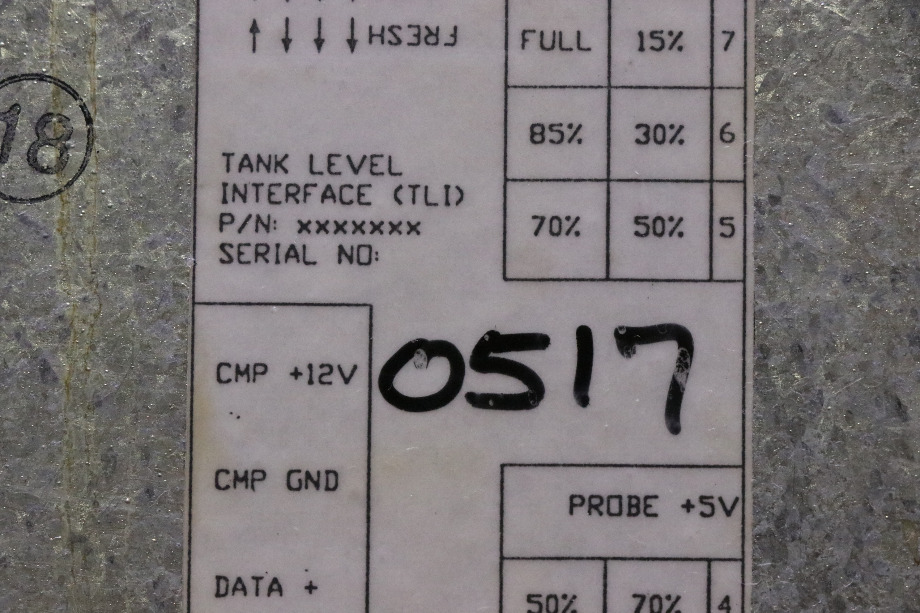 ↑ ↓ ↓ ↓ FRESH
FULL 15% 7
85% 30% 6
70% 50% 5
18
TANK LEVEL
INTERFACE (TLI)
P/N: xxxxxxx
SERIAL NO:
0517
CMP +12V
CMP GND
DATA +
PROBE +5V
50% 70% 4